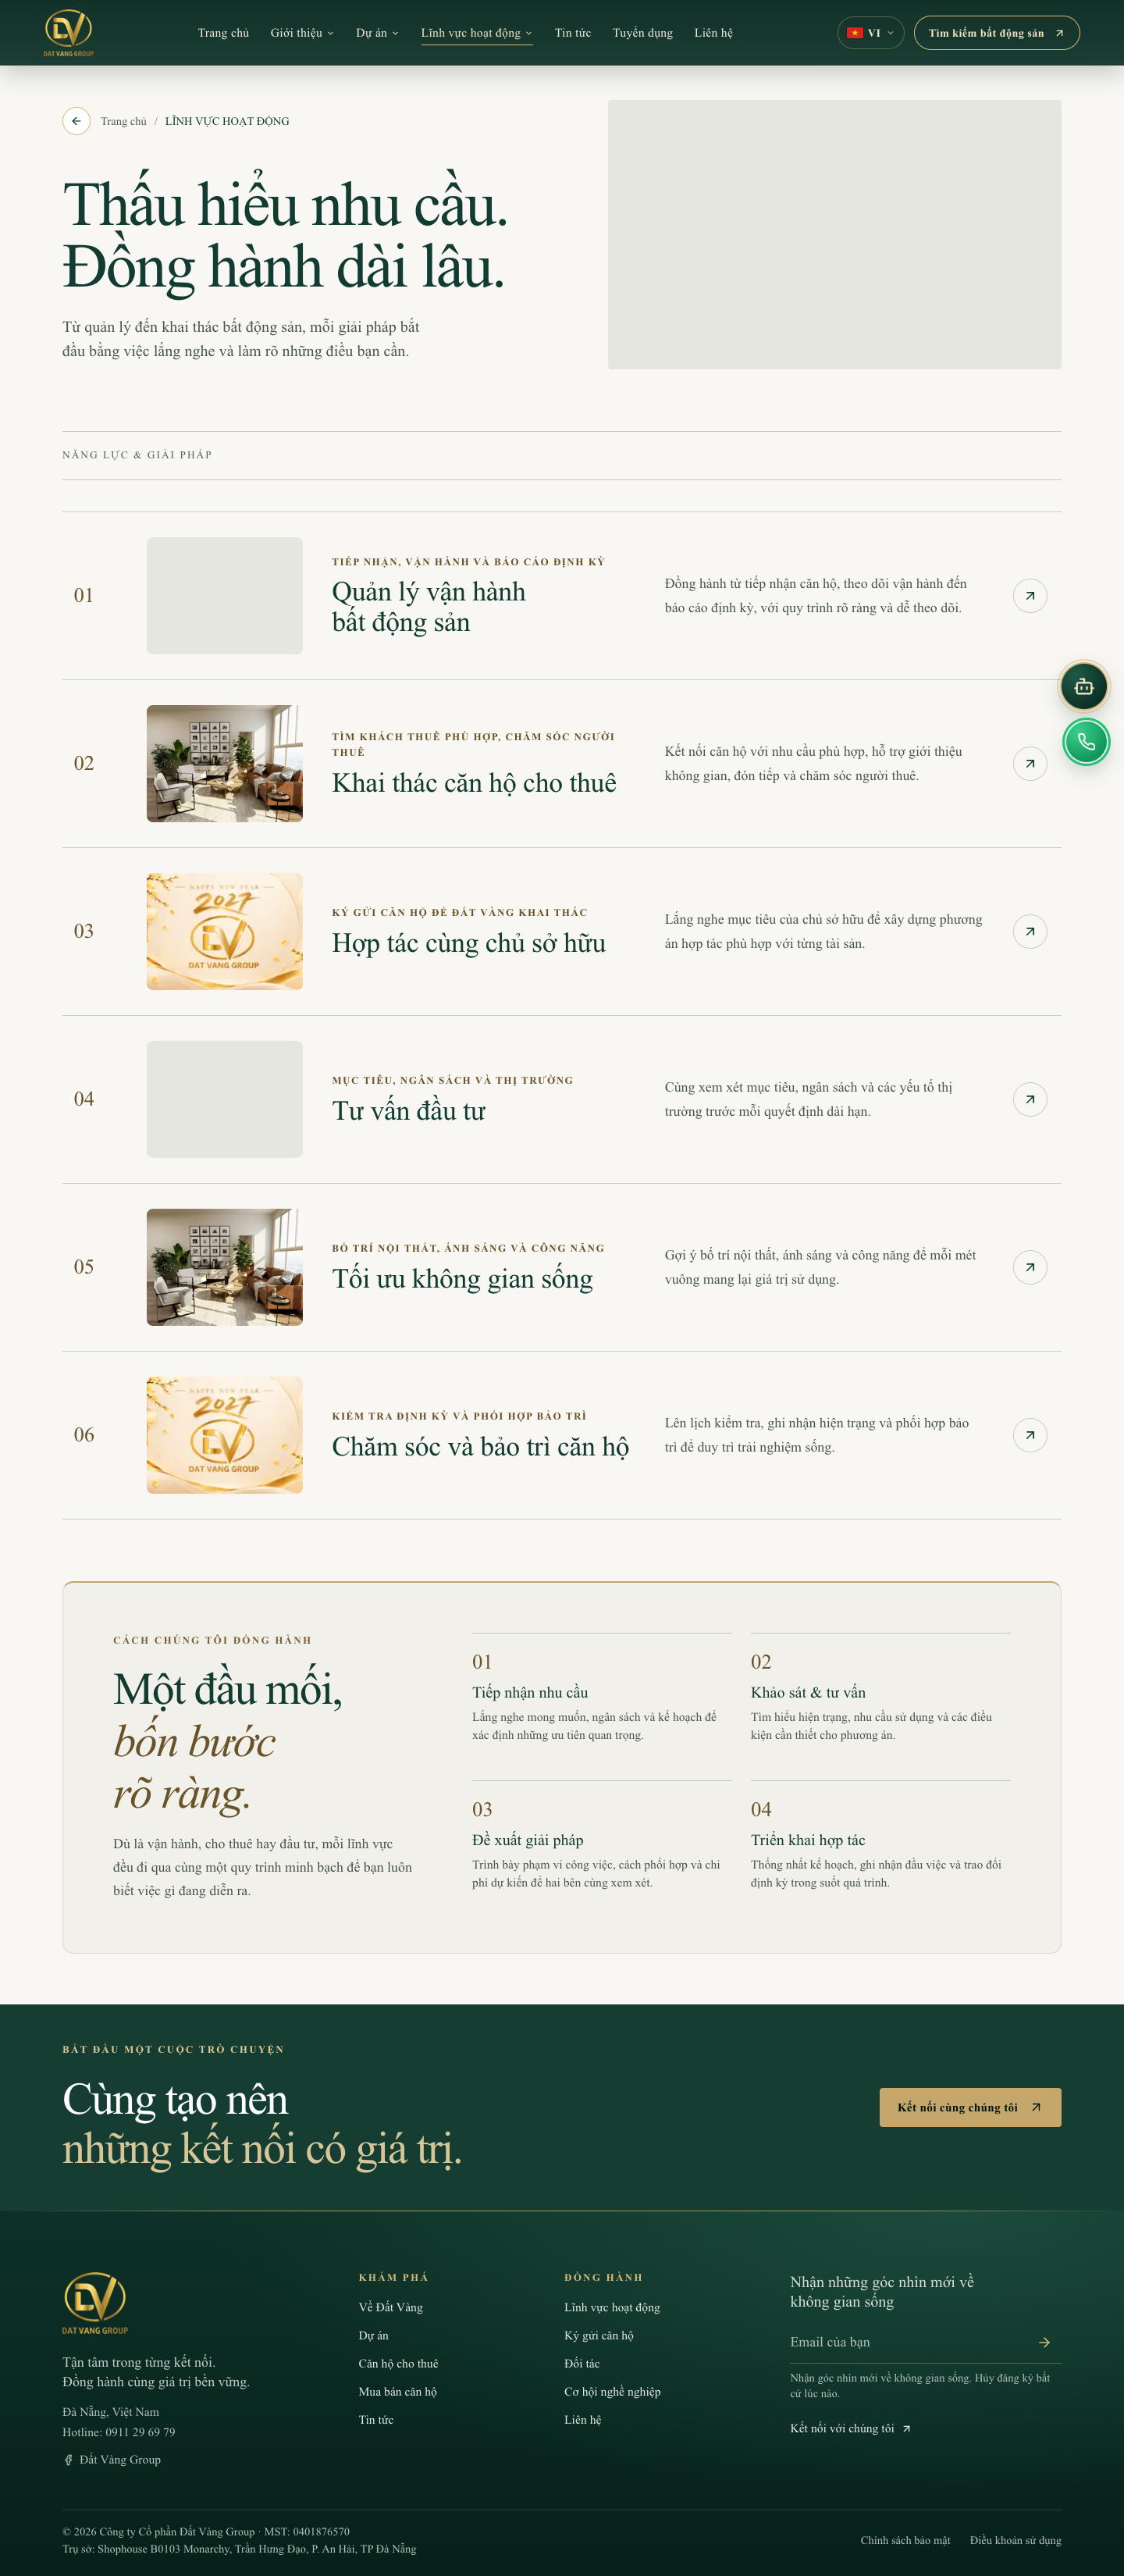 DV
DAT VANG GROUP
Trang chủ
Giới thiệu
Dự án
Lĩnh vực hoạt động
Tin tức
Tuyển dụng
Liên hệ
VI
Tìm kiếm bất động sản
Trang chủ / LĨNH VỰC HOẠT ĐỘNG
Thấu hiểu nhu cầu.
Đồng hành dài lâu.
Từ quản lý đến khai thác bất động sản, mỗi giải pháp bắt
đầu bằng việc lắng nghe và làm rõ những điều bạn cần.
NĂNG LỰC & GIẢI PHÁP
01
TIẾP NHẬN, VẬN HÀNH VÀ BÁO CÁO ĐỊNH KỲ
Quản lý vận hành
bất động sản
Đồng hành từ tiếp nhận căn hộ, theo dõi vận hành đến
báo cáo định kỳ, với quy trình rõ ràng và dễ theo dõi.
02
TÌM KHÁCH THUÊ PHÙ HỢP, CHĂM SÓC NGƯỜI
THUÊ
Khai thác căn hộ cho thuê
Kết nối căn hộ với nhu cầu phù hợp, hỗ trợ giới thiệu
không gian, đón tiếp và chăm sóc người thuê.
03
HAPPY NEW YEAR
2027
DV
DAT VANG GROUP
KÝ GỬI CĂN HỘ ĐỂ ĐẤT VÀNG KHAI THÁC
Hợp tác cùng chủ sở hữu
Lắng nghe mục tiêu của chủ sở hữu để xây dựng phương
án hợp tác phù hợp với từng tài sản.
04
MỤC TIÊU, NGÂN SÁCH VÀ THỊ TRƯỜNG
Tư vấn đầu tư
Cùng xem xét mục tiêu, ngân sách và các yếu tố thị
trường trước mỗi quyết định dài hạn.
05
BỐ TRÍ NỘI THẤT, ÁNH SÁNG VÀ CÔNG NĂNG
Tối ưu không gian sống
Gợi ý bố trí nội thất, ánh sáng và công năng để mỗi mét
vuông mang lại giá trị sử dụng.
06
HAPPY NEW YEAR
2027
DV
DAT VANG GROUP
KIỂM TRA ĐỊNH KỲ VÀ PHỐI HỢP BẢO TRÌ
Chăm sóc và bảo trì căn hộ
Lên lịch kiểm tra, ghi nhận hiện trạng và phối hợp bảo
trì để duy trì trải nghiệm sống.
CÁCH CHÚNG TÔI ĐỒNG HÀNH
Một đầu mối,
bốn bước
rõ ràng.
Dù là vận hành, cho thuê hay đầu tư, mỗi lĩnh vực
đều đi qua cùng một quy trình minh bạch để bạn luôn
biết việc gì đang diễn ra.
01
Tiếp nhận nhu cầu
Lắng nghe mong muốn, ngân sách và kế hoạch để
xác định những ưu tiên quan trọng.
02
Khảo sát & tư vấn
Tìm hiểu hiện trạng, nhu cầu sử dụng và các điều
kiện cần thiết cho phương án.
03
Đề xuất giải pháp
Trình bày phạm vi công việc, cách phối hợp và chi
phí dự kiến để hai bên cùng xem xét.
04
Triển khai hợp tác
Thống nhất kế hoạch, ghi nhận đầu việc và trao đổi
định kỳ trong suốt quá trình.
BẮT ĐẦU MỘT CUỘC TRÒ CHUYỆN
Cùng tạo nên
những kết nối có giá trị.
Kết nối cùng chúng tôi
DV
DAT VANG GROUP
Tận tâm trong từng kết nối.
Đồng hành cùng giá trị bền vững.
Đà Nẵng, Việt Nam
Hotline: 0911 29 69 79
Đất Vàng Group
KHÁM PHÁ
Về Đất Vàng
Dự án
Căn hộ cho thuê
Mua bán căn hộ
Tin tức
ĐỒNG HÀNH
Lĩnh vực hoạt động
Ký gửi căn hộ
Đối tác
Cơ hội nghề nghiệp
Liên hệ
Nhận những góc nhìn mới về
không gian sống
Email của bạn
Nhận góc nhìn mới về không gian sống. Hủy đăng ký bất
cứ lúc nào.
Kết nối với chúng tôi
© 2026 Công ty Cổ phần Đất Vàng Group · MST: 0401876570
Trụ sở: Shophouse B0103 Monarchy, Trần Hưng Đạo, P. An Hải, TP Đà Nẵng
Chính sách bảo mật
Điều khoản sử dụng